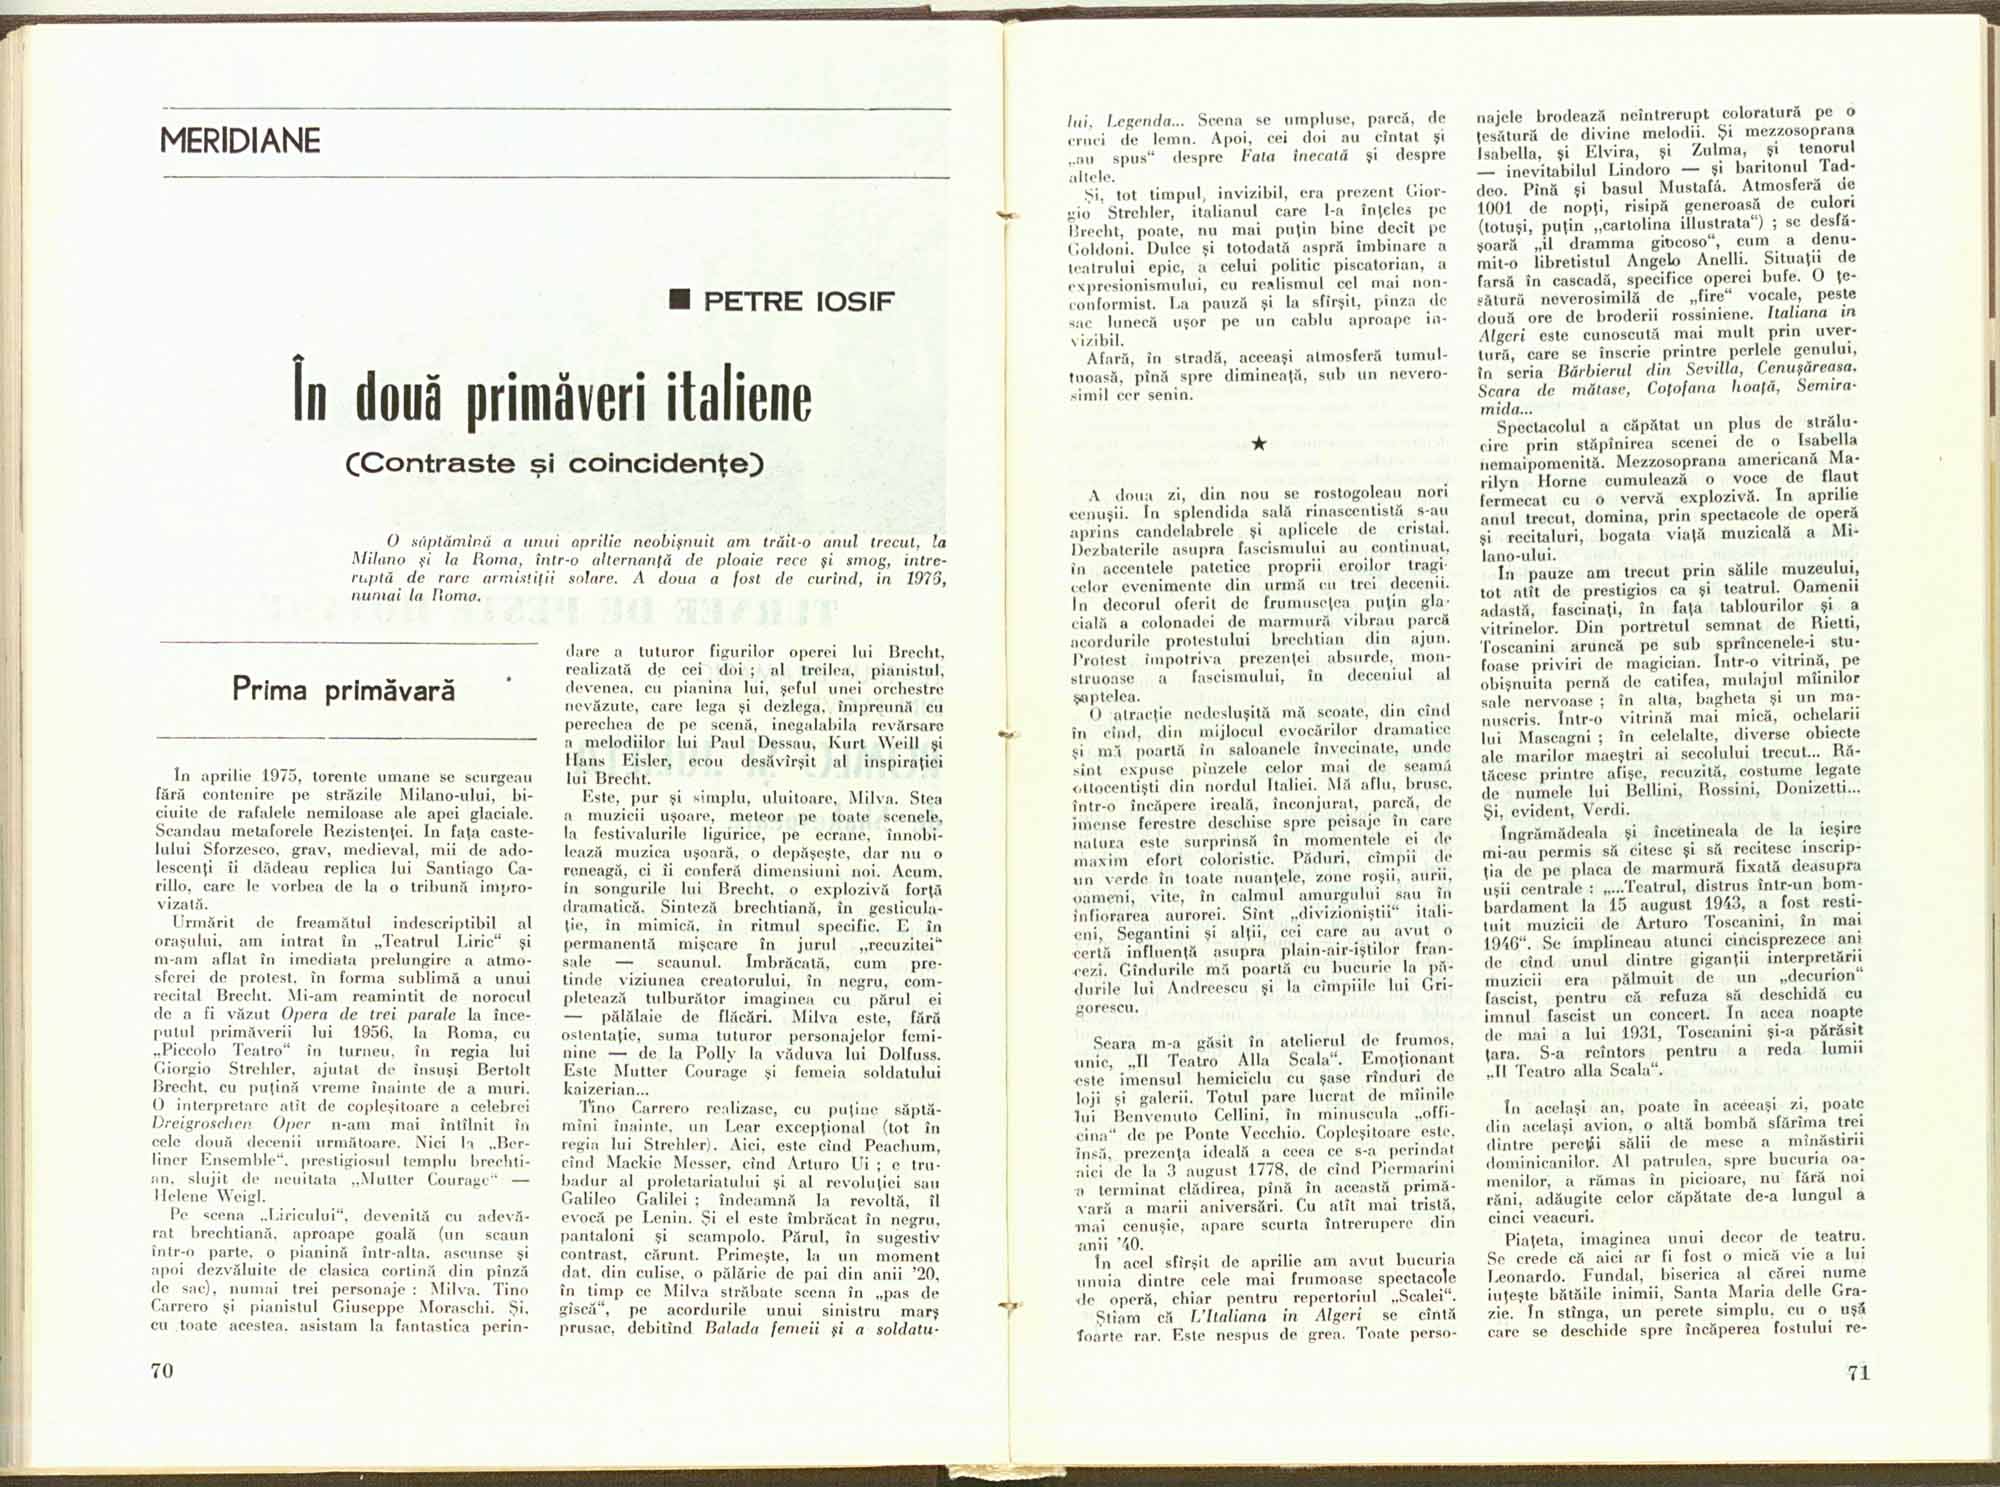 MERIDIANE
■ PETRE IOSIF
În două primăveri italiene
(Contraste și coincidențe)
O săptămînă a unui aprilie neobișnuit am trăit-o anul trecut, la
Milano și la Roma, într-o alternanță de ploaie rece și smog, intre-
ruptă de rare armistiții solare. A doua a fost de curînd, în 1976,
numai la Roma.
Prima primăvară
In aprilie 1975, torente umane se scurgeau
fără contenire pe străzile Milano-ului, bi-
ciuite de rafalele nemiloase ale apei glaciale.
Scandau metaforele Rezistenței. In fața caste-
lului Sforzesco, grav, medieval, mii de ado-
lescenți îi dădeau replica lui Santiago Ca-
rillo, care le vorbea de la o tribună impro-
vizată.
Urmărit de freamătul indescriptibil al
orașului, am intrat în „Teatrul Liric“ și
m-am aflat în imediata prelungire a atmo-
sferei de protest, în forma sublimă a unui
recital Brecht. Mi-am reamintit de norocul
de a fi văzut Opera de trei parale la înce-
putul primăverii lui 1956, la Roma, cu
„Piccolo Teatro“ în turneu, în regia lui
Giorgio Strehler, ajutat de însuși Bertolt
Brecht, cu puțină vreme înainte de a muri.
O interpretare atît de copleșitoare a celebrei
Dreigroschen Oper n-am mai întîlnit în
cele două decenii următoare. Nici la „Ber-
liner Ensemble“, prestigiosul templu brechti-
an, slujit de neuitata „Mutter Courage“ —
Helene Weigl.
Pe scena „Liricului“, devenită cu adevă-
rat brechtiană, aproape goală (un scaun
într-o parte, o pianină într-alta, ascunse și
apoi dezvăluite de clasica cortină din pînză
de sac), numai trei personaje : Milva, Tino
Carrero și pianistul Giuseppe Moraschi. Și,
cu toate acestea, asistam la fantastica perin-
dare a tuturor figurilor operei lui Brecht,
realizată de cei doi ; al treilea, pianistul,
devenea, cu pianina lui, șeful unei orchestre
nevăzute, care lega și dezlega, împreună cu
perechea de pe scenă, inegalabila revărsare
a melodiilor lui Paul Dessau, Kurt Weill și
Hans Eisler, ecou desăvîrșit al inspirației
lui Brecht.
Este, pur și simplu, uluitoare, Milva. Stea
a muzicii ușoare, meteor pe toate scenele,
la festivalurile ligurice, pe ecrane, înnobi-
lează muzica ușoară, o depășește, dar nu o
reneagă, ci îi conferă dimensiuni noi. Acum,
în songurile lui Brecht, o explozivă forță
dramatică. Sinteză brechtiană, în gesticula-
ție, în mimică, în ritmul specific. E în
permanentă mișcare în jurul „recuzitei“
sale — scaunul. Îmbrăcată, cum pre-
tinde viziunea creatorului, în negru, com-
pletează tulburător imaginea cu părul ei
— pălălaie de flăcări. Milva este, fără
ostentație, suma tuturor personajelor femi-
nine — de la Polly la văduva lui Dolfuss.
Este Mutter Courage și femeia soldatului
kaizerian...
Tino Carrero realizase, cu puține săptă-
mîni înainte, un Lear excepțional (tot în
regia lui Strehler). Aici, este cînd Peachum,
cînd Mackie Messer, cînd Arturo Ui ; e tru-
badur al proletariatului și al revoluției sau
Galileo Galilei ; îndeamnă la revoltă, îl
evocă pe Lenin. Și el este îmbrăcat în negru,
pantaloni și scampolo. Părul, în sugestiv
contrast, cărunt. Primește, la un moment
dat, din culise, o pălărie de pai din anii '20,
în timp ce Milva străbate scena în „pas de
gîscă“, pe acordurile unui sinistru marș
prusac, debitînd Balada femeii și a soldatu-
70
lui, Legenda... Scena se umpluse, parcă, de
cruci de lemn. Apoi, cei doi au cîntat și
„au spus“ despre Fata înecată și despre
altele.
Și, tot timpul, invizibil, era prezent Gior-
gio Strehler, italianul care l-a înțeles pe
Brecht, poate, nu mai puțin bine decît pe
Goldoni. Dulce și totodată aspră îmbinare a
teatrului epic, a celui politic piscatorian, a
expresionismului, cu realismul cel mai non-
conformist. La pauză și la sfîrșit, pînza de
sac lunecă ușor pe un cablu aproape in-
vizibil.
Afară, în stradă, aceeași atmosferă tumul-
tuoasă, pînă spre dimineață, sub un nevero-
simil cer senin.
★
A doua zi, din nou se rostogoleau nori
cenușii. In splendida sală rinascentistă s-au
aprins candelabrele și aplicele de cristal.
Dezbaterile asupra fascismului au continuat,
în accentele patetice proprii eroilor tragi-
celor evenimente din urmă cu trei decenii.
In decorul oferit de frumusețea puțin gla-
cială a colonadei de marmură vibrau parcă
acordurile protestului brechtian din ajun.
Protest împotriva prezenței absurde, mon-
struoase a fascismului, în deceniul al
șaptelea.
O atracție nedeslușită mă scoate, din cînd
în cînd, din mijlocul evocărilor dramatice
și mă poartă în saloanele învecinate, unde
sînt expuse pînzele celor mai de seamă
ottocentiști din nordul Italiei. Mă aflu, brusc,
într-o încăpere ireală, înconjurat, parcă, de
imense ferestre deschise spre peisaje în care
natura este surprinsă în momentele ei de
maxim efort coloristic. Păduri, cîmpii de
un verde în toate nuanțele, zone roșii, aurii,
oameni, vite, în calmul amurgului sau în
înfiorarea aurorei. Sînt „divizioniștii“ itali-
eni, Segantini și alții, cei care au avut o
certă influență asupra plain-air-iștilor fran-
cezi. Gîndurile mă poartă cu bucurie la pă-
durile lui Andreescu și la cîmpiile lui Gri-
gorescu.
Seara m-a găsit în atelierul de frumos,
unic, „Il Teatro Alla Scala“. Emoționant
este imensul hemiciclu cu șase rînduri de
loji și galerii. Totul pare lucrat de mîinile
lui Benvenuto Cellini, în minuscula „offi-
cina“ de pe Ponte Vecchio. Copleșitoare este,
însă, prezența ideală a ceea ce s-a perindat
aici de la 3 august 1778, de cînd Piermarini
a terminat clădirea, pînă în această primă-
vară a marii aniversări. Cu atît mai tristă,
mai cenușie, apare scurta întrerupere din
anii '40.
În acel sfîrșit de aprilie am avut bucuria
unuia dintre cele mai frumoase spectacole
de operă, chiar pentru repertoriul „Scalei“.
Știam că L'Italiana in Algeri se cîntă
foarte rar. Este nespus de grea. Toate perso-
najele brodează neîntrerupt coloratură pe o
țesătură de divine melodii. Și mezzosoprana
Isabella, și Elvira, și Zulma, și tenorul
— inevitabilul Lindoro — și baritonul Tad-
deo. Pînă și basul Mustafá. Atmosferă de
1001 de nopți, risipă generoasă de culori
(totuși, puțin „cartolina illustrata“) ; se desfă-
șoară „il dramma giocoso“, cum a denu-
mit-o libretistul Angelo Anelli. Situații de
farsă în cascadă, specifice operei bufe. O țe-
sătură neverosimilă de „fire“ vocale, peste
două ore de broderii rossiniene. Italiana in
Algeri este cunoscută mai mult prin uver-
tură, care se înscrie printre perlele genului,
în seria Bărbierul din Sevilla, Cenușăreasa,
Scara de mătase, Coțofana hoață, Semira-
mida...
Spectacolul a căpătat un plus de strălu-
cire prin stăpînirea scenei de o Isabella
nemaipomenită. Mezzosoprana americană Ma-
rilyn Horne cumulează o voce de flaut
fermecat cu o vervă explozivă. In aprilie
anul trecut, domina, prin spectacole de operă
și recitaluri, bogata viață muzicală a Mi-
lano-ului.
In pauze am trecut prin sălile muzeului,
tot atît de prestigios ca și teatrul. Oamenii
adastă, fascinați, în fața tablourilor și a
vitrinelor. Din portretul semnat de Rietti,
Toscanini aruncă pe sub sprîncenele-i stu-
foase priviri de magician. Într-o vitrină, pe
obișnuita pernă de catifea, mulajul mîinilor
sale nervoase ; în alta, bagheta și un ma-
nuscris. Într-o vitrină mai mică, ochelarii
lui Mascagni ; în celelalte, diverse obiecte
ale marilor maeștri ai secolului trecut... Ră-
tăcesc printre afișe, recuzită, costume legate
de numele lui Bellini, Rossini, Donizetti...
Și, evident, Verdi.
Ingrămădeala și încetineala de la ieșire
mi-au permis să citesc și să recitesc inscrip-
ția de pe placa de marmură fixată deasupra
ușii centrale : „...Teatrul, distrus într-un bom-
bardament la 15 august 1943, a fost resti-
tuit muzicii de Arturo Toscanini, în mai
1946“. Se împlineau atunci cincisprezece ani
de cînd unul dintre giganții interpretării
muzicii era pălmuit de un „decurion“
fascist, pentru că refuza să deschidă cu
imnul fascist un concert. În acea noapte
de mai a lui 1931, Toscanini și-a părăsit
țara. S-a reîntors pentru a reda lumii
„Il Teatro alla Scala“.
In același an, poate în aceeași zi, poate
din același avion, o altă bombă sfărîma trei
dintre pereții sălii de mese a mînăstirii
dominicanilor. Al patrulea, spre bucuria oa-
menilor, a rămas în picioare, nu fără noi
răni, adăugite celor căpătate de-a lungul a
cinci veacuri.
Piațeta, imaginea unui decor de teatru.
Se crede că aici ar fi fost o mică vie a lui
Leonardo. Fundal, biserica al cărei nume
iuțește bătăile inimii, Santa Maria delle Gra-
zie. În stînga, un perete simplu, cu o ușă
care se deschide spre încăperea fostului re-
71